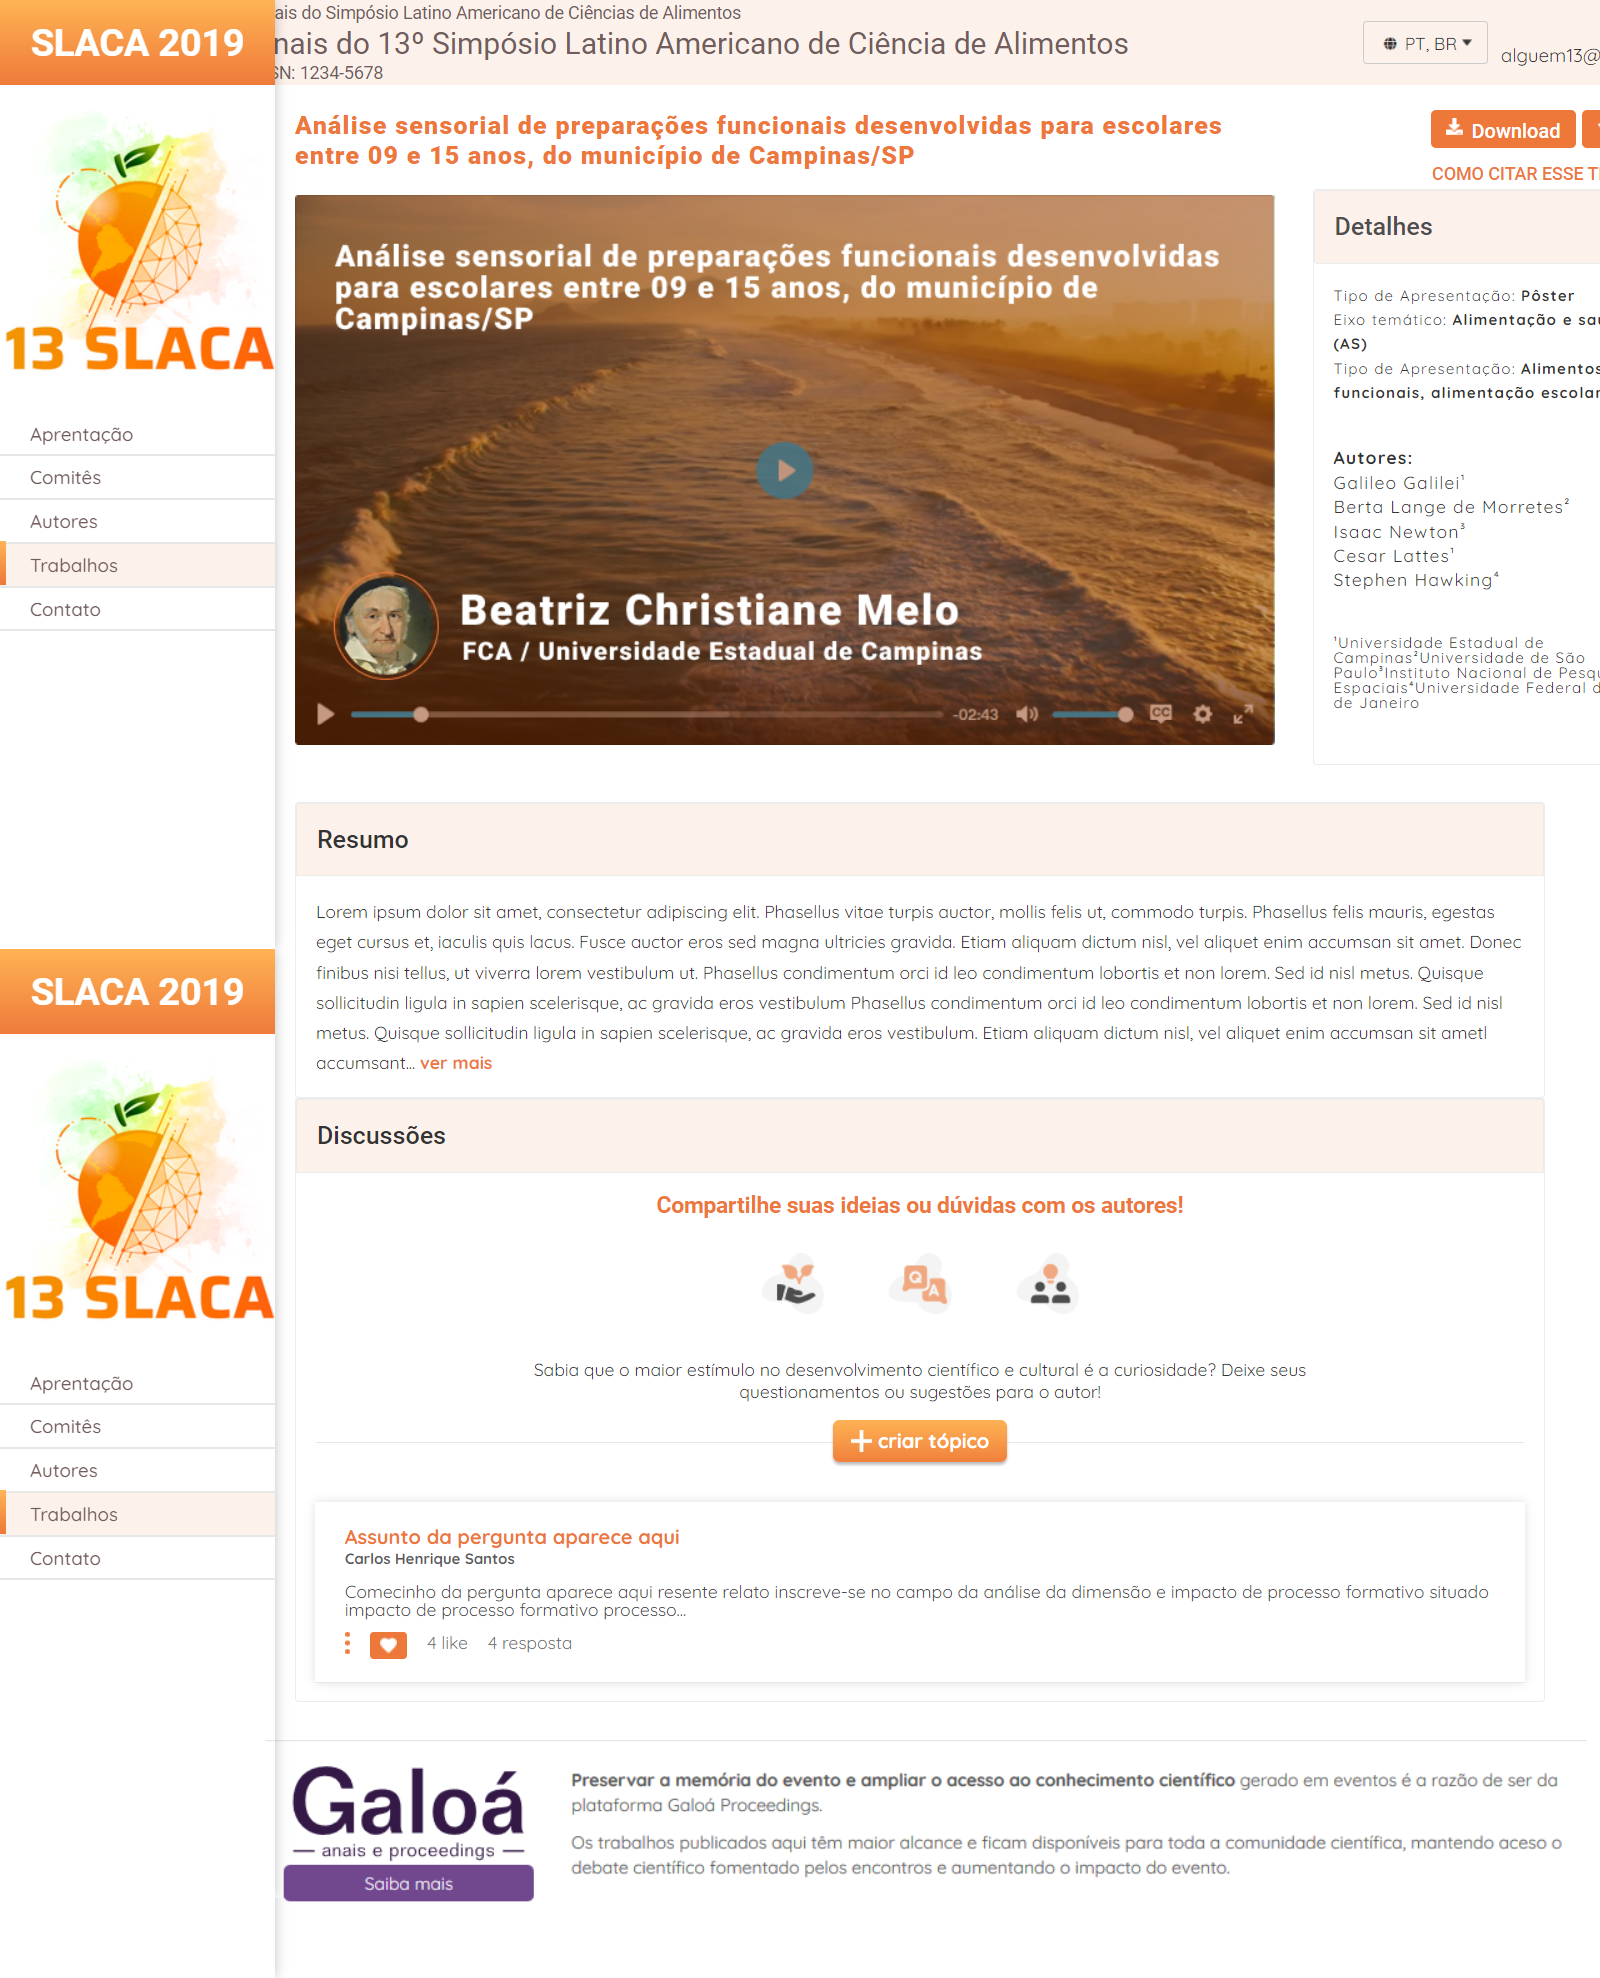 SLACA 2019
ais do Simpósio Latino Americano de Ciências de Alimentos
nais do 13º Simpósio Latino Americano de Ciência de Alimentos
SN: 1234-5678
PT, BR
alguem13@
13 SLACA
Aprentação
Comitês
Autores
Trabalhos
Contato
Análise sensorial de preparações funcionais desenvolvidas para escolares
entre 09 e 15 anos, do município de Campinas/SP
Download
COMO CITAR ESSE T
Análise sensorial de preparações funcionais desenvolvidas
para escolares entre 09 e 15 anos, do município de
Campinas/SP
Beatriz Christiane Melo
FCA / Universidade Estadual de Campinas
-02:43
CC
Detalhes
Tipo de Apresentação: Pôster
Eixo temático: Alimentação e saú
(AS)
Tipo de Apresentação: Alimentos
funcionais, alimentação escolar
Autores:
Galileo Galilei¹
Berta Lange de Morretes²
Isaac Newton³
Cesar Lattes¹
Stephen Hawking⁴
¹Universidade Estadual de
Campinas²Universidade de São
Paulo³Instituto Nacional de Pesqu
Espaciais⁴Universidade Federal d
de Janeiro
Resumo
Lorem ipsum dolor sit amet, consectetur adipiscing elit. Phasellus vitae turpis auctor, mollis felis ut, commodo turpis. Phasellus felis mauris, egestas
eget cursus et, iaculis quis lacus. Fusce auctor eros sed magna ultricies gravida. Etiam aliquam dictum nisl, vel aliquet enim accumsan sit amet. Donec
finibus nisi tellus, ut viverra lorem vestibulum ut. Phasellus condimentum orci id leo condimentum lobortis et non lorem. Sed id nisl metus. Quisque
sollicitudin ligula in sapien scelerisque, ac gravida eros vestibulum Phasellus condimentum orci id leo condimentum lobortis et non lorem. Sed id nisl
metus. Quisque sollicitudin ligula in sapien scelerisque, ac gravida eros vestibulum. Etiam aliquam dictum nisl, vel aliquet enim accumsan sit ametl
accumsant... ver mais
SLACA 2019
13 SLACA
Aprentação
Comitês
Autores
Trabalhos
Contato
Discussões
Compartilhe suas ideias ou dúvidas com os autores!
Q
A
Sabia que o maior estímulo no desenvolvimento científico e cultural é a curiosidade? Deixe seus
questionamentos ou sugestões para o autor!
criar tópico
Assunto da pergunta aparece aqui
Carlos Henrique Santos
Comecinho da pergunta aparece aqui resente relato inscreve-se no campo da análise da dimensão e impacto de processo formativo situado
impacto de processo formativo processo...
4 like 4 resposta
Galoá
anais e proceedings
Saiba mais
Preservar a memória do evento e ampliar o acesso ao conhecimento científico gerado em eventos é a razão de ser da
plataforma Galoá Proceedings.
Os trabalhos publicados aqui têm maior alcance e ficam disponíveis para toda a comunidade científica, mantendo aceso o
debate científico fomentado pelos encontros e aumentando o impacto do evento.